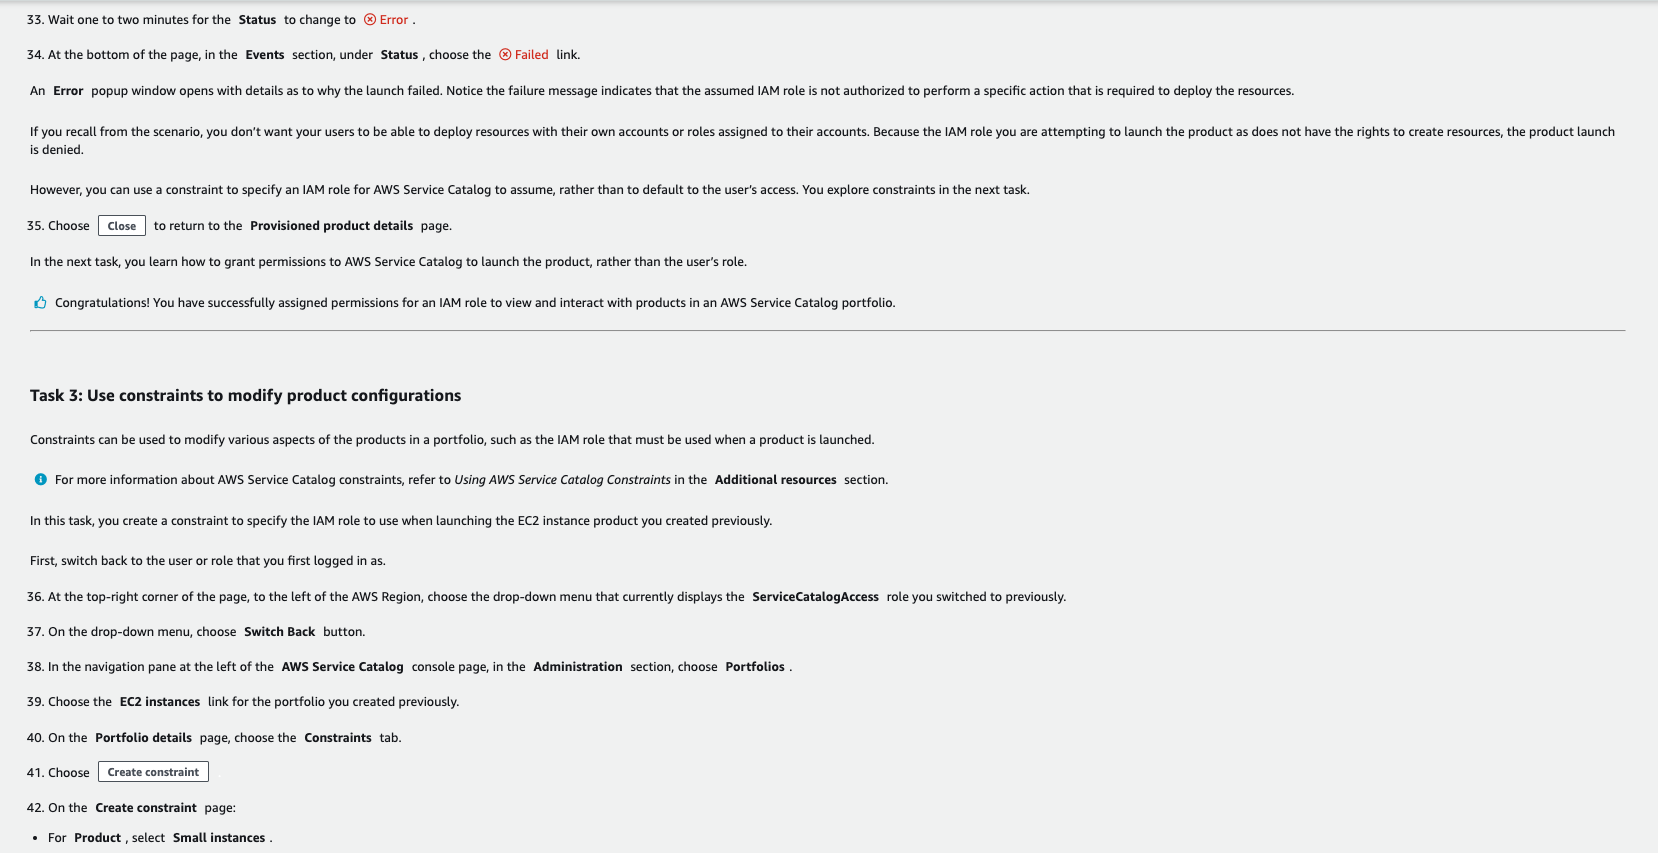 33. Wait one to two minutes for the Status to change to Error .
34. At the bottom of the page, in the Events section, under Status , choose the Failed link.
An Error popup window opens with details as to why the launch failed. Notice the failure message indicates that the assumed IAM role is not authorized to perform a specific action that is required to deploy the resources.
If you recall from the scenario, you don’t want your users to be able to deploy resources with their own accounts or roles assigned to their accounts. Because the IAM role you are attempting to launch the product as does not have the rights to create resources, the product launch
is denied.
However, you can use a constraint to specify an IAM role for AWS Service Catalog to assume, rather than to default to the user’s access. You explore constraints in the next task.
35. Choose Close to return to the Provisioned product details page.
In the next task, you learn how to grant permissions to AWS Service Catalog to launch the product, rather than the user’s role.
Congratulations! You have successfully assigned permissions for an IAM role to view and interact with products in an AWS Service Catalog portfolio.
Task 3: Use constraints to modify product configurations
Constraints can be used to modify various aspects of the products in a portfolio, such as the IAM role that must be used when a product is launched.
For more information about AWS Service Catalog constraints, refer to Using AWS Service Catalog Constraints in the Additional resources section.
In this task, you create a constraint to specify the IAM role to use when launching the EC2 instance product you created previously.
First, switch back to the user or role that you first logged in as.
36. At the top-right corner of the page, to the left of the AWS Region, choose the drop-down menu that currently displays the ServiceCatalogAccess role you switched to previously.
37. On the drop-down menu, choose Switch Back button.
38. In the navigation pane at the left of the AWS Service Catalog console page, in the Administration section, choose Portfolios .
39. Choose the EC2 instances link for the portfolio you created previously.
40. On the Portfolio details page, choose the Constraints tab.
41. Choose Create constraint
42. On the Create constraint page:
• For Product , select Small instances .